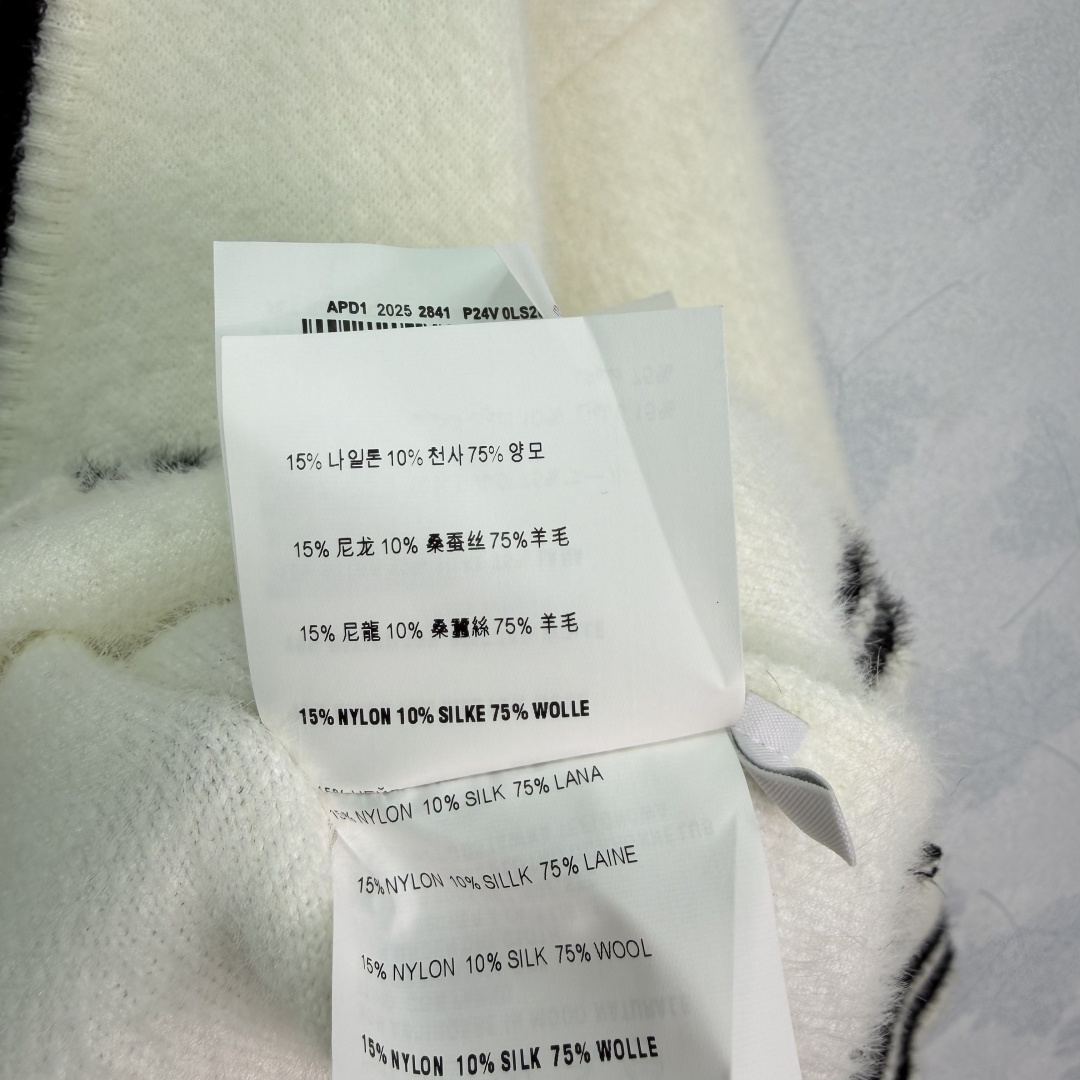 APD1 2025 2841 P24V 0LS2
15% 나일론 10% 천사 75% 양모
15% 尼龙 10% 桑蚕丝 75% 羊毛
15% 尼龍 10% 桑蠶絲 75% 羊毛
15% NYLON 10% SILKE 75% WOLLE
15% NYLON 10% SILK 75% LANA
15% NYLON 10% SILLK 75% LAINE
15% NYLON 10% SILK 75% WOOL
15% NYLON 10% SILK 75% WOLLE